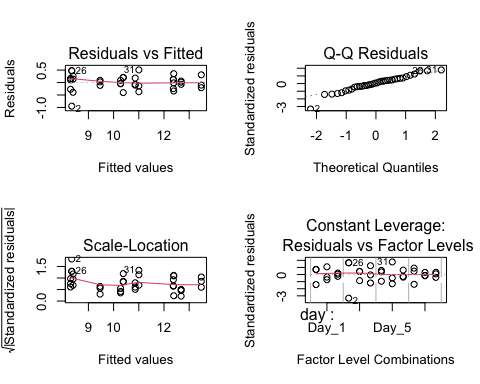 Residuals vs Fitted
Residuals
0.5
-1.0
26
31
2
9 10 12
Fitted values
Q-Q Residuals
Standardized residuals
0
-3
31
2
-2 -1 0 1 2
Theoretical Quantiles
Scale-Location
√|Standardized residuals|
1.5
0.0
2
26
31
9 10 12
Fitted values
Constant Leverage:
Residuals vs Factor Levels
Standardized residuals
0
-3
26
31
2
day :
Day_1 Day_5
Factor Level Combinations